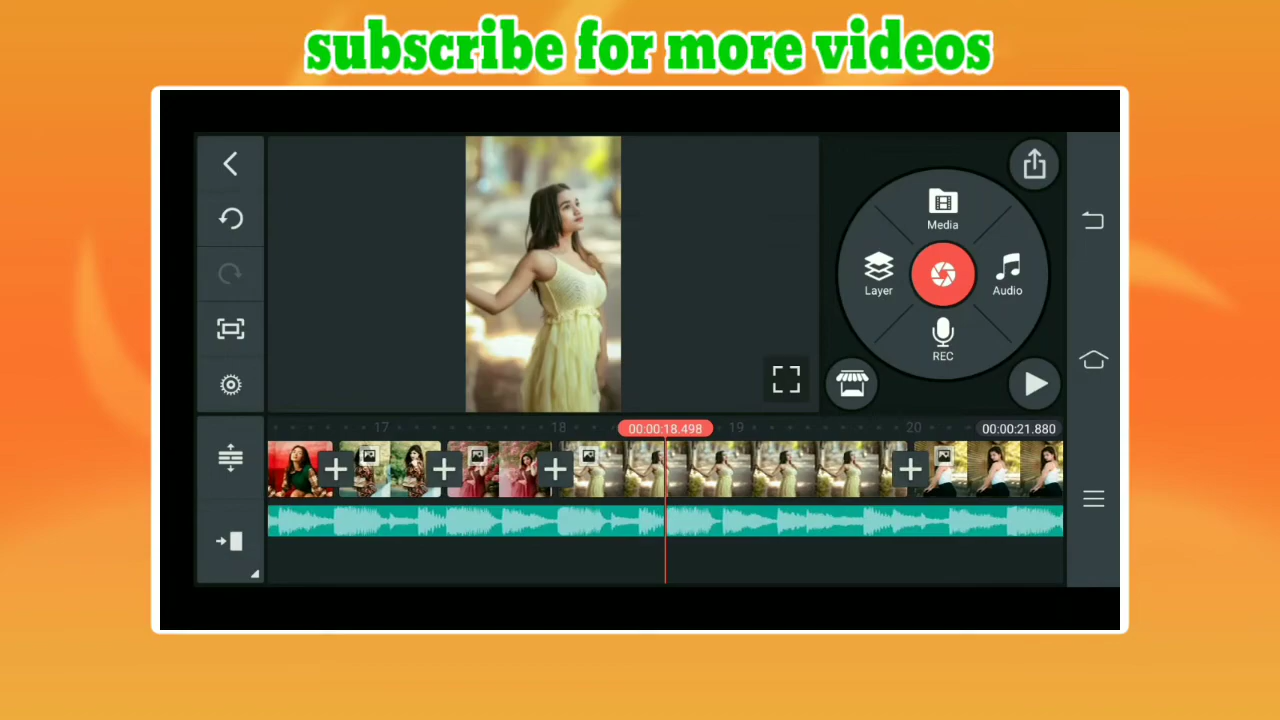 subscribe for more videos
Media
Layer
Audio
REC
17
18
00:00:18.498
19
20
00:00:21.880